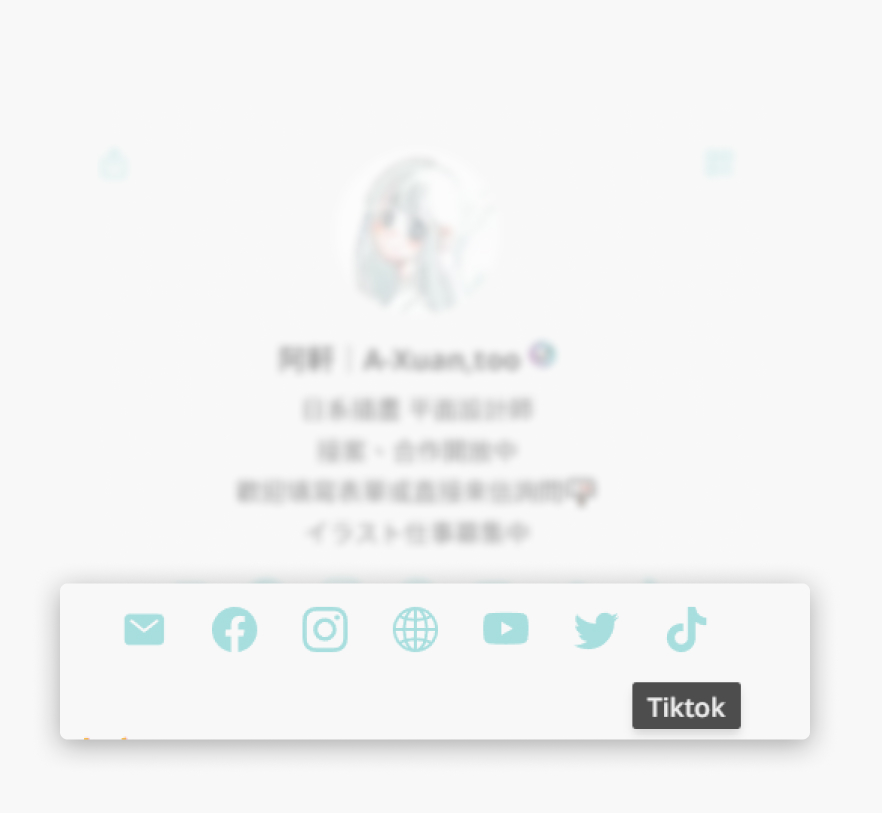 阿軒｜A-Xuan,too
日系插畫 平面設計師
接案、合作開放中
歡迎填寫表單或直接來信詢問
イラスト仕事募集中
Tiktok